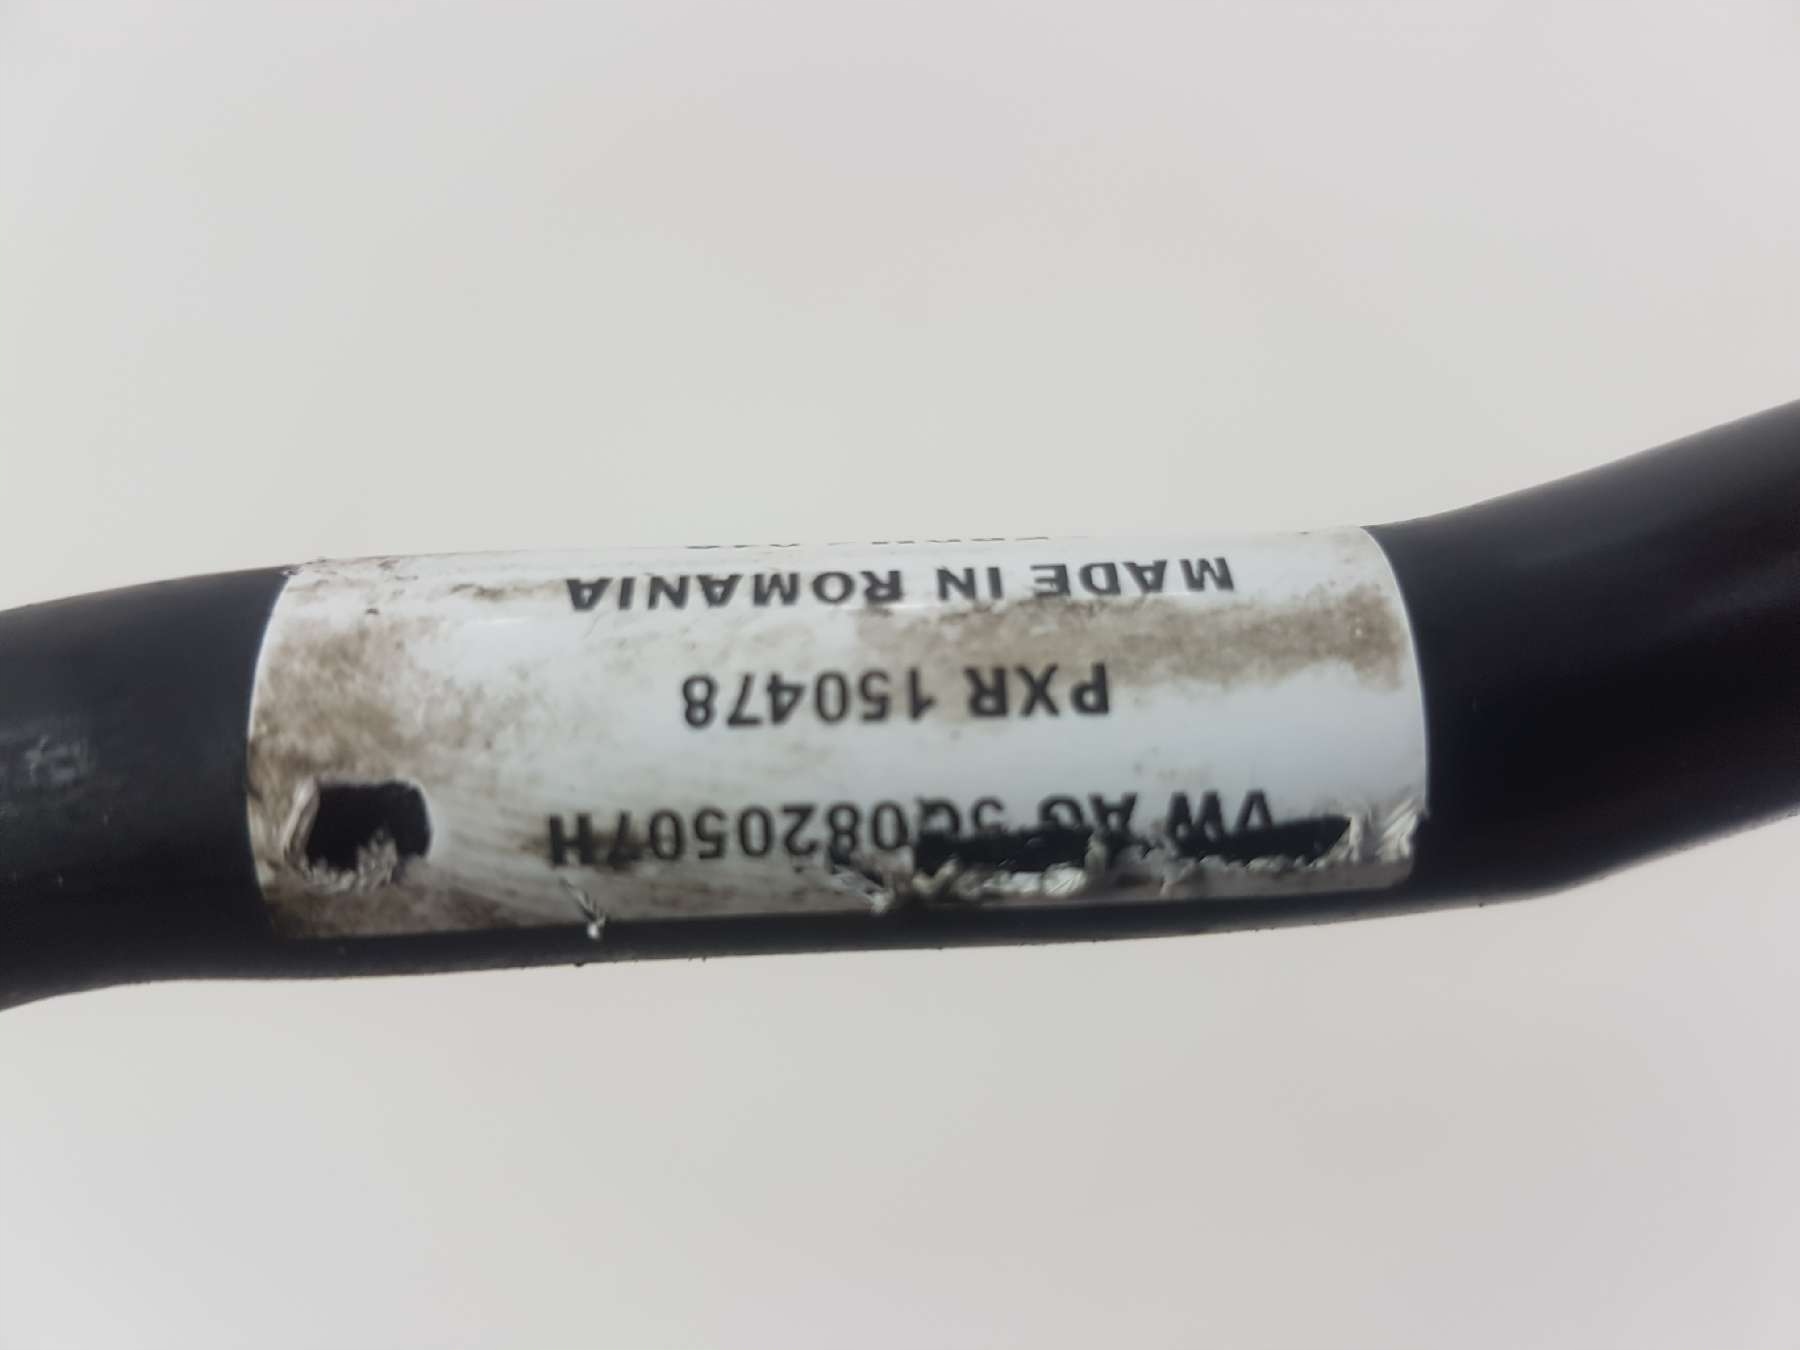 VW AG 5Q0820507H
PXR 150478
MADE IN ROMANIA